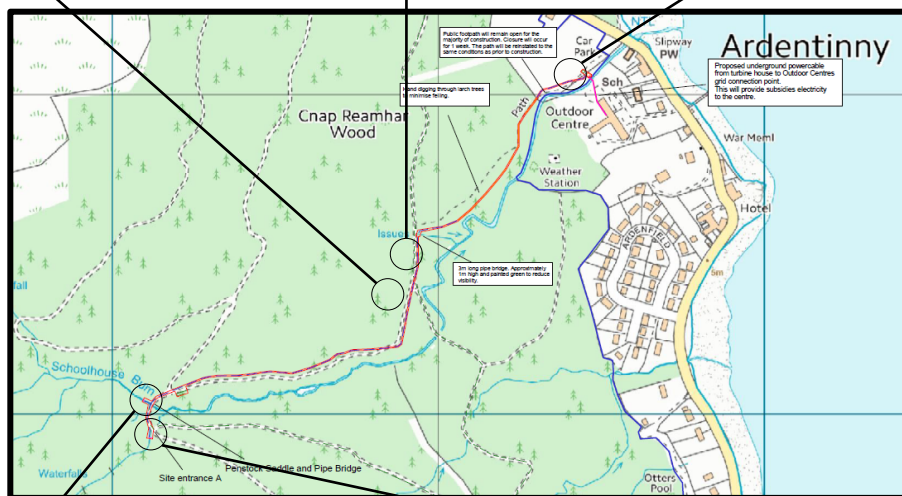 NTL
Slipway
PW
Ardentinny
Car
Park
Public footpath will remain open for the
majority of construction. Closure will occur
for 1 week. The path will be reinstated to the
same conditions as prior to construction.
Proposed underground powercable
from turbine house to Outdoor Centres
grid connection point.
This will provide subsidies electricity
to the centre.
Sch
Hand digging through larch trees
to minimise felling.
Path
Cnap Reamhar
Wood
Outdoor
Centre
War Meml
Weather
Station
Hotel
Issues
ARDENFIELD
3m long pipe bridge. Approximately
1m high and painted green to reduce
visibility.
5m
fall
Schoolhouse Burn
Waterfalls
Penstock Saddle and Pipe Bridge
Site entrance A
Otters
Pool